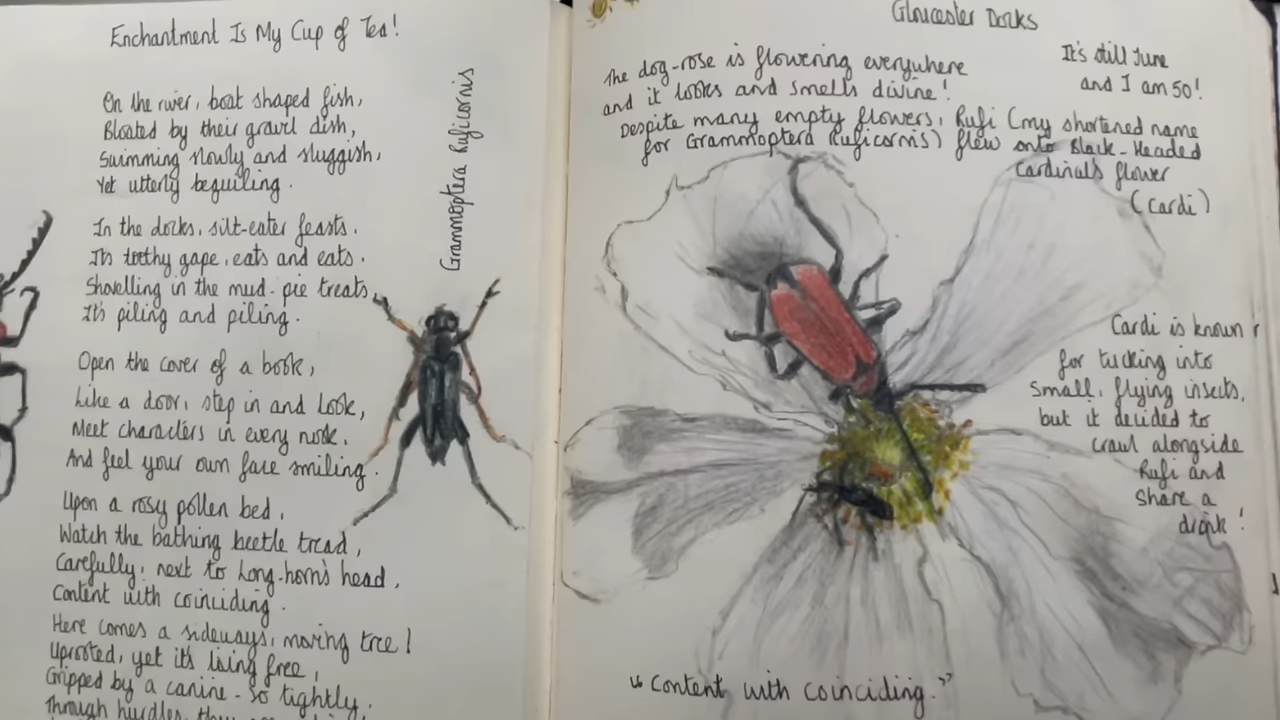 Enchantment Is My Cup of Tea!
On the river, boat shaped fish,
Bloated by their gravel dish,
Swimming slowly and sluggish,
Yet utterly beguiling.
In the docks, silt-eater feasts.
Its teethy gape, eats and eats.
Shovelling in the mud-pie treats,
It's piling and piling.
Open the cover of a book,
Like a door, step in and look,
Meet characters in every nook,
And feel your own face smiling.
Upon a rosy pollen bed,
Watch the bathing beetle tread,
Carefully, next to Long-horn's head,
Content with coinciding.
Here comes a sideways, moving tree!
Uprooted, yet it's living free,
Gripped by a canine - so tightly.
Through hurdles, they
Grammoptera Ruficornis
Gloucester Docks
It's still June
and I am 50!
The dog-rose is flowering everywhere
and it looks and smells divine!
Despite many empty flowers, Rufi (my shortened name
for Grammoptera Ruficornis) flew onto Black-Headed
Cardinals flower
(Cardi)
Cardi is known
for tucking into
small, flying insects,
but it decided to
crawl alongside
Rufi and
share a
drink!
"Content with coinciding."